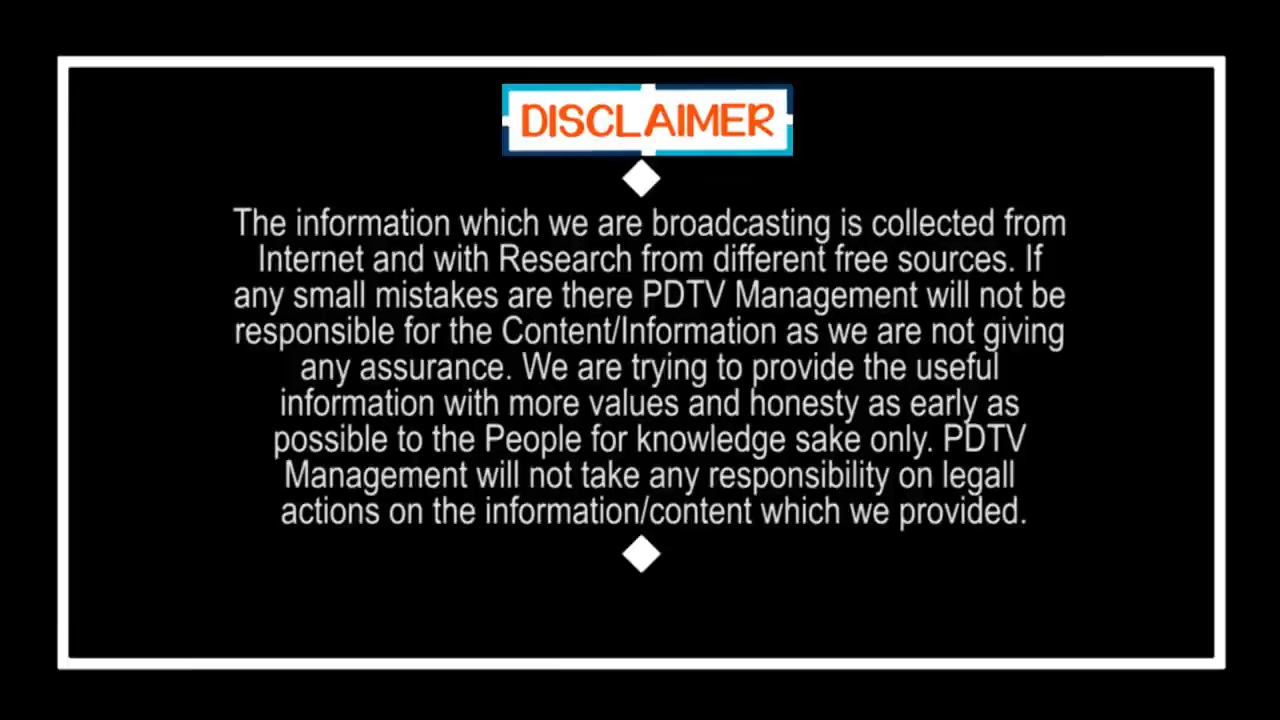 DISCLAIMER
The information which we are broadcasting is collected from
Internet and with Research from different free sources. If
any small mistakes are there PDTV Management will not be
responsible for the Content/Information as we are not giving
any assurance. We are trying to provide the useful
information with more values and honesty as early as
possible to the People for knowledge sake only. PDTV
Management will not take any responsibility on legall
actions on the information/content which we provided.